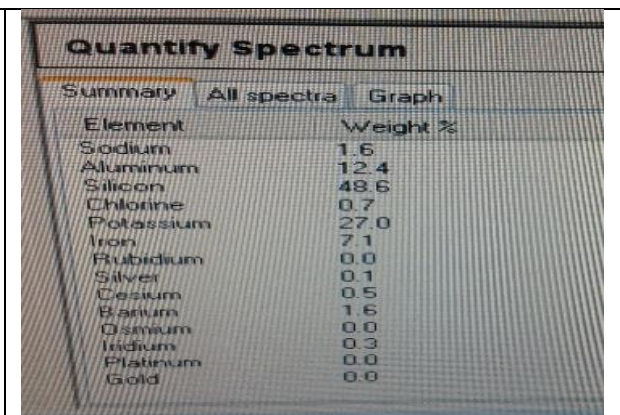 Quantify Spectrum
Summary All spectra Graph
Element Weight %
Sodium 1.6
Aluminum 12.4
Silicon 48.6
Chlorine 0.7
Potassium 27.0
Iron 7.1
Rubidium 0.0
Silver 0.1
Cesium 0.5
Barium 1.6
Osmium 0.0
Iridium 0.3
Platinum 0.0
Gold 0.0